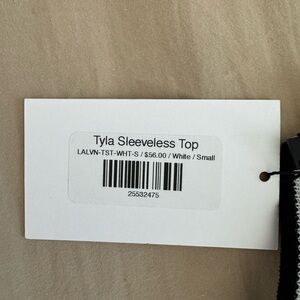 Tyla Sleeveless Top
LALVN-TST-WHT-S / $56.00 / White / Small
25532475